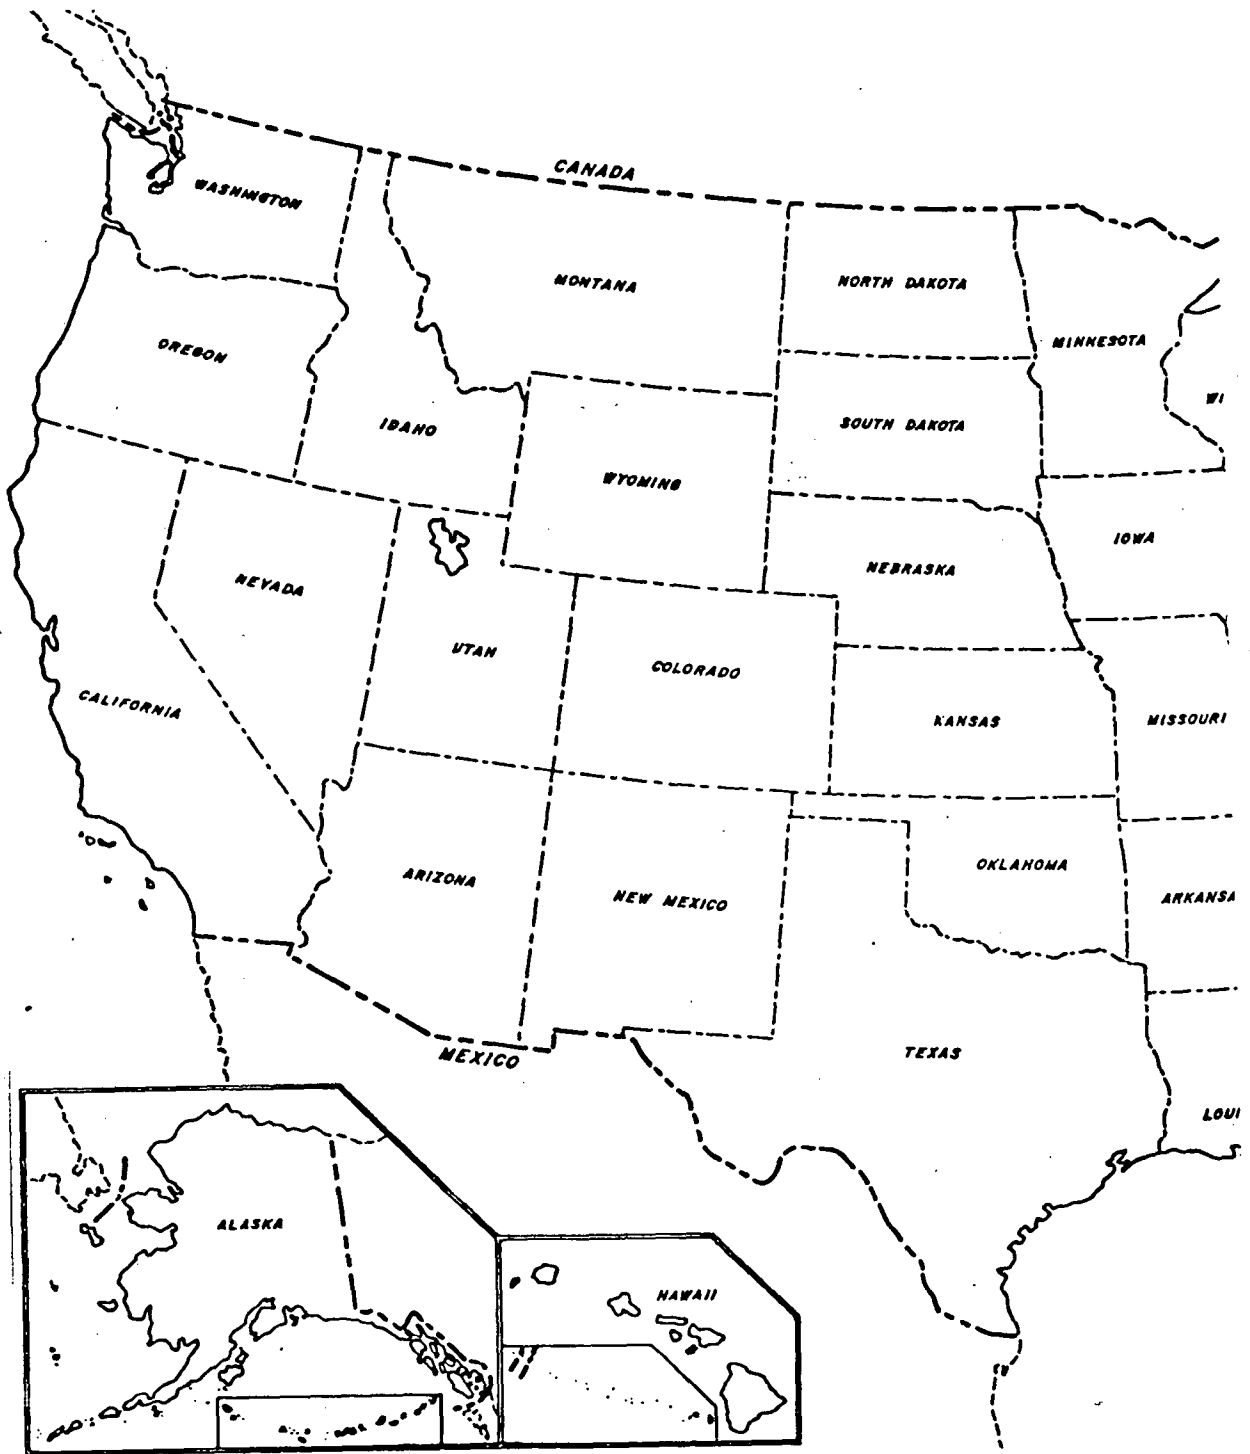 CANADA
WASHINGTON
MONTANA
NORTH DAKOTA
MINNESOTA
OREGON
IDAHO
SOUTH DAKOTA
WI
WYOMING
IOWA
NEVADA
NEBRASKA
UTAH
COLORADO
CALIFORNIA
KANSAS
MISSOURI
ARIZONA
NEW MEXICO
OKLAHOMA
ARKANSA
MEXICO
TEXAS
LOUI
ALASKA
HAWAII